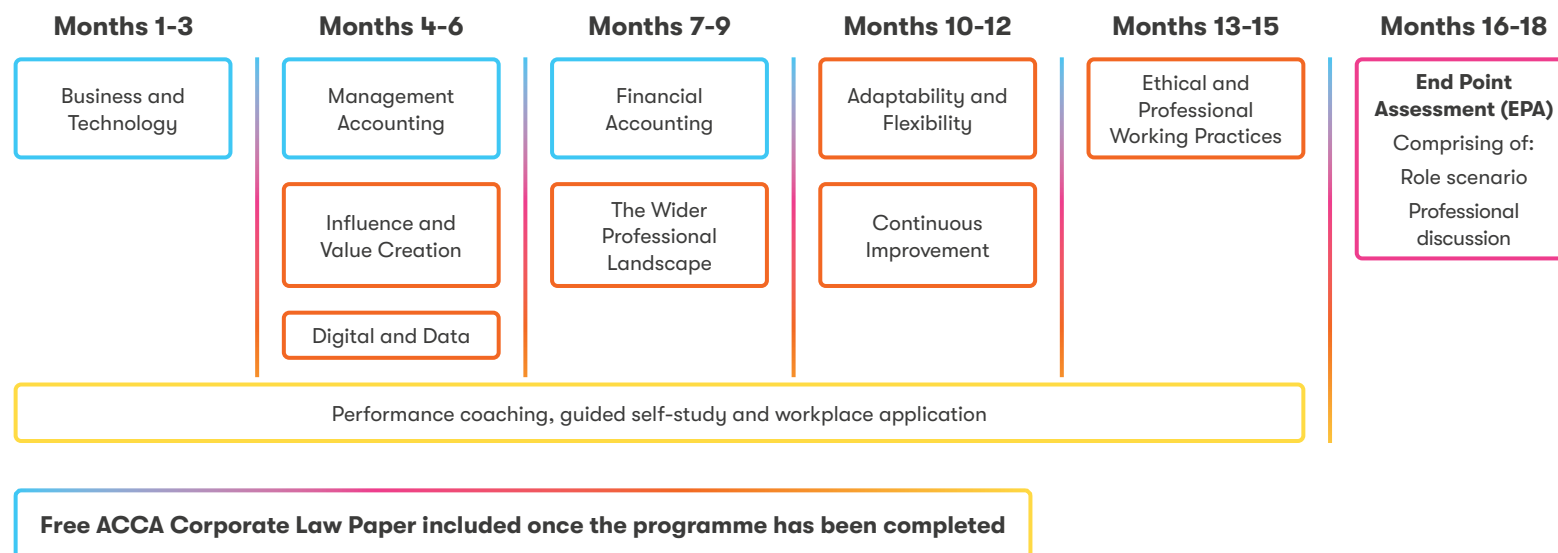 Months 1-3
Months 4-6
Months 7-9
Months 10-12
Months 13-15
Months 16-18
Business and
Technology
Management
Accounting
Financial
Accounting
Adaptability and
Flexibility
Ethical and
Professional
Working Practices
End Point
Assessment (EPA)
Comprising of:
Role scenario
Professional
discussion
Influence and
Value Creation
The Wider
Professional
Landscape
Continuous
Improvement
Digital and Data
Performance coaching, guided self-study and workplace application
Free ACCA Corporate Law Paper included once the programme has been completed